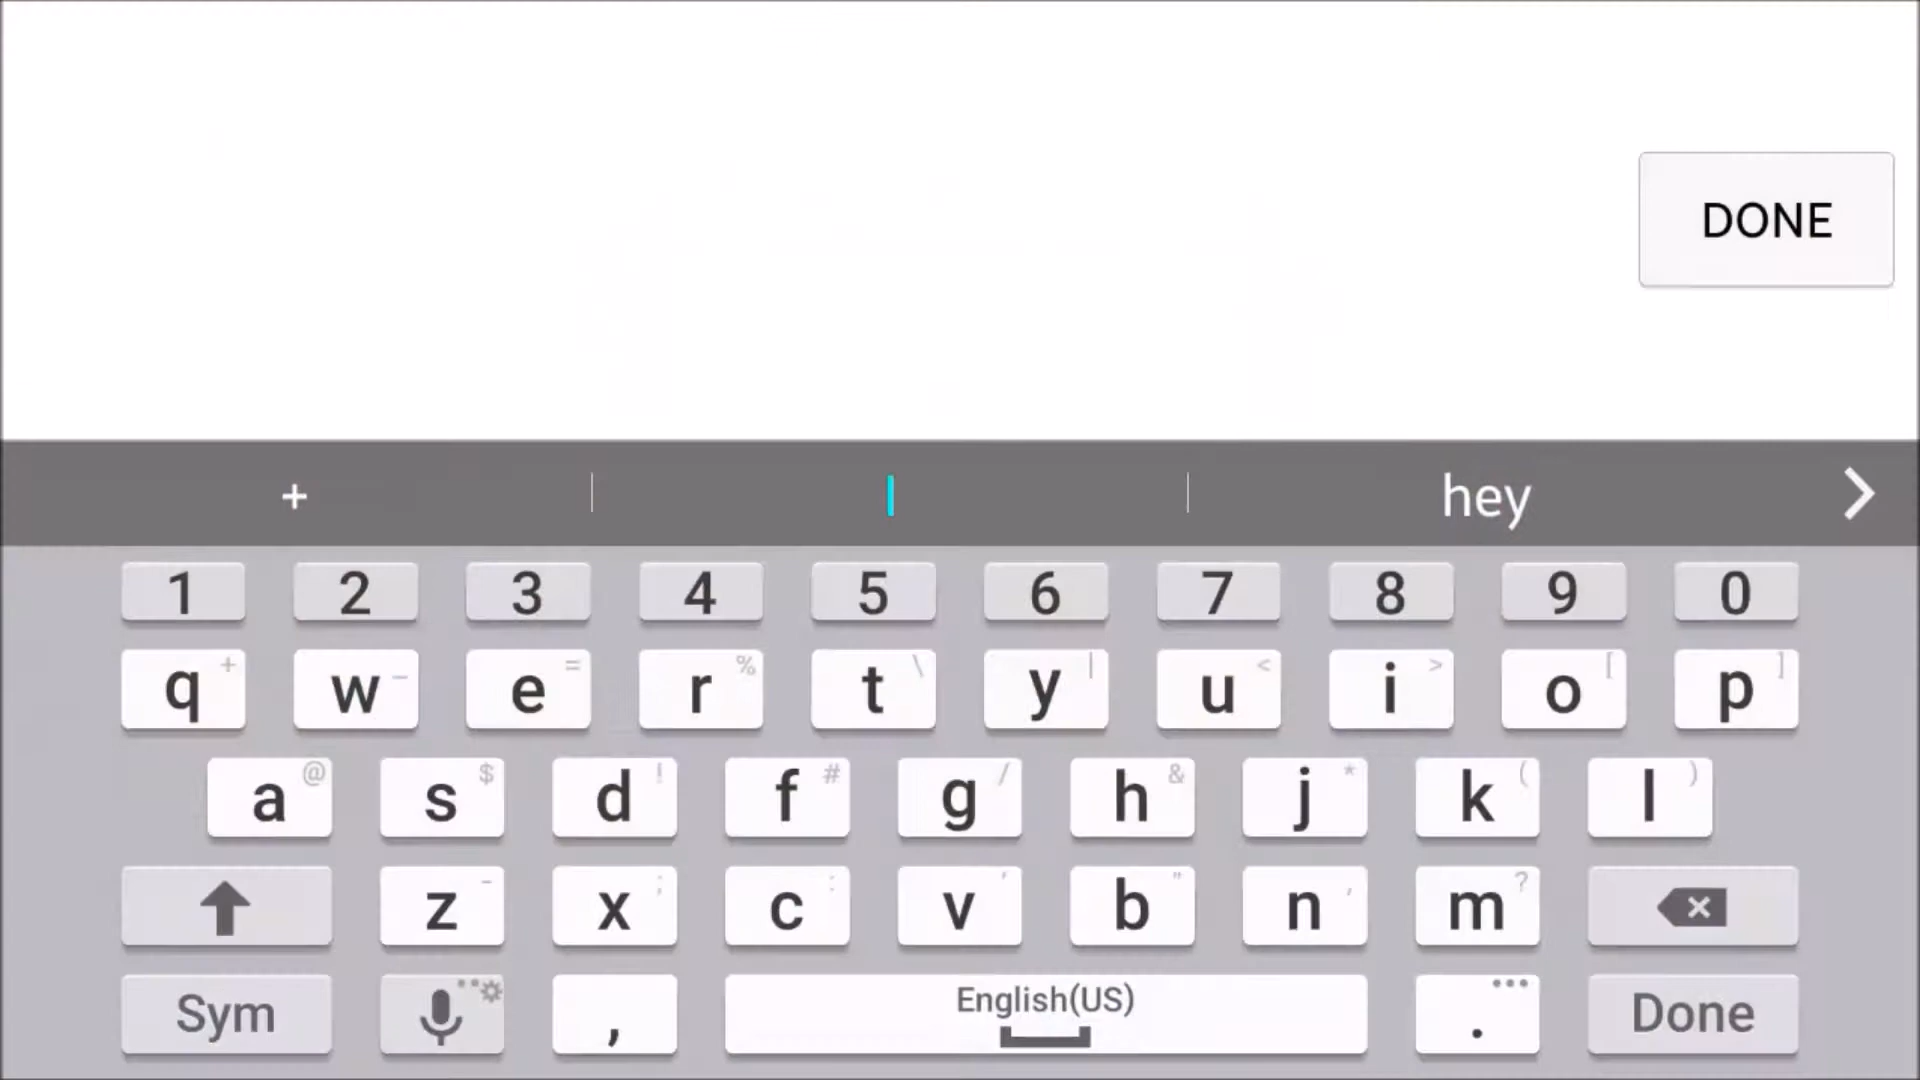 DONE
+ | hey
1 2 3 4 5 6 7 8 9 0
q + w - e = r % t \ y | u < i > o [ p ]
a @ s $ d ! f # g / h & j * k ( l )
z - x ; c : v ' b " n , m ?
Sym , English(US) . Done